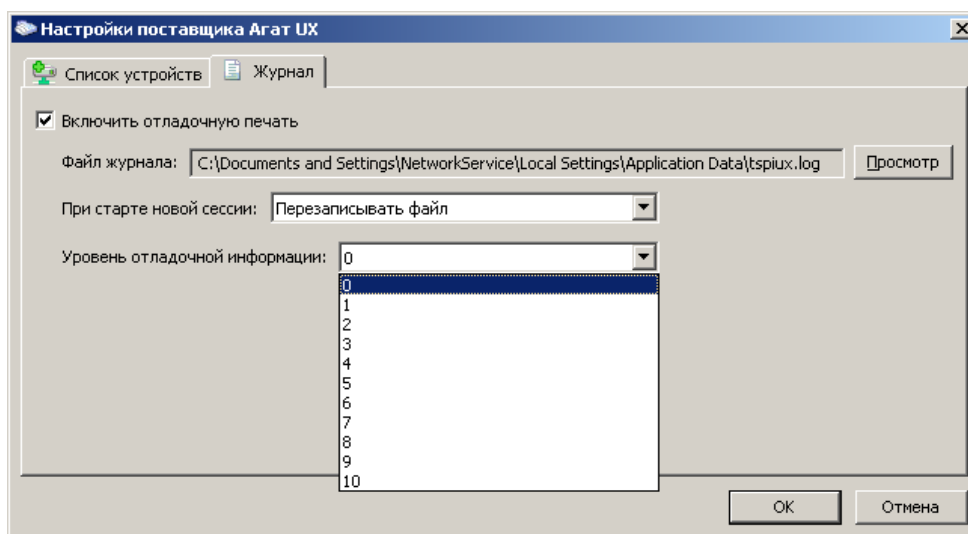 Настройки поставщика Агат UX
Список устройств Журнал
Включить отладочную печать
Файл журнала: C:\Documents and Settings\NetworkService\Local Settings\Application Data\tspiux.log Просмотр
При старте новой сессии: Перезаписывать файл
Уровень отладочной информации: 0
0
1
2
3
4
5
6
7
8
9
10
OK Отмена